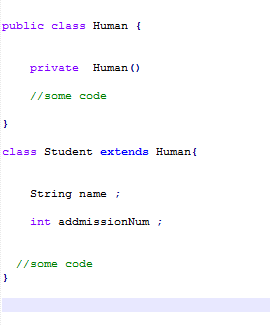 public class Human {
private  Human()
//some code
}
class Student extends Human{
String name ;
int addmissionNum ;
//some code
}